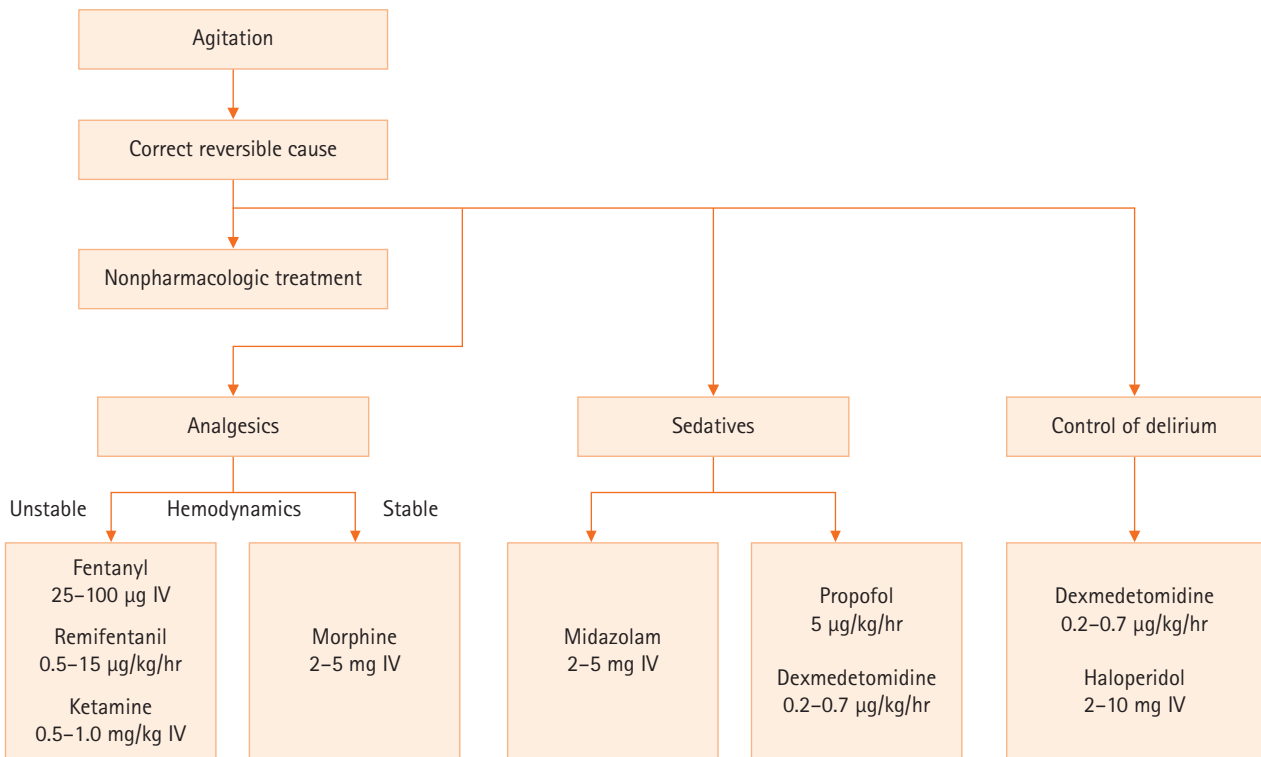 Agitation
Correct reversible cause
Nonpharmacologic treatment
Analgesics
Sedatives
Control of delirium
Unstable
Hemodynamics
Stable
Fentanyl
25–100 µg IV
Remifentanil
0.5–15 µg/kg/hr
Ketamine
0.5–1.0 mg/kg IV
Morphine
2–5 mg IV
Midazolam
2–5 mg IV
Propofol
5 µg/kg/hr
Dexmedetomidine
0.2–0.7 µg/kg/hr
Dexmedetomidine
0.2–0.7 µg/kg/hr
Haloperidol
2–10 mg IV